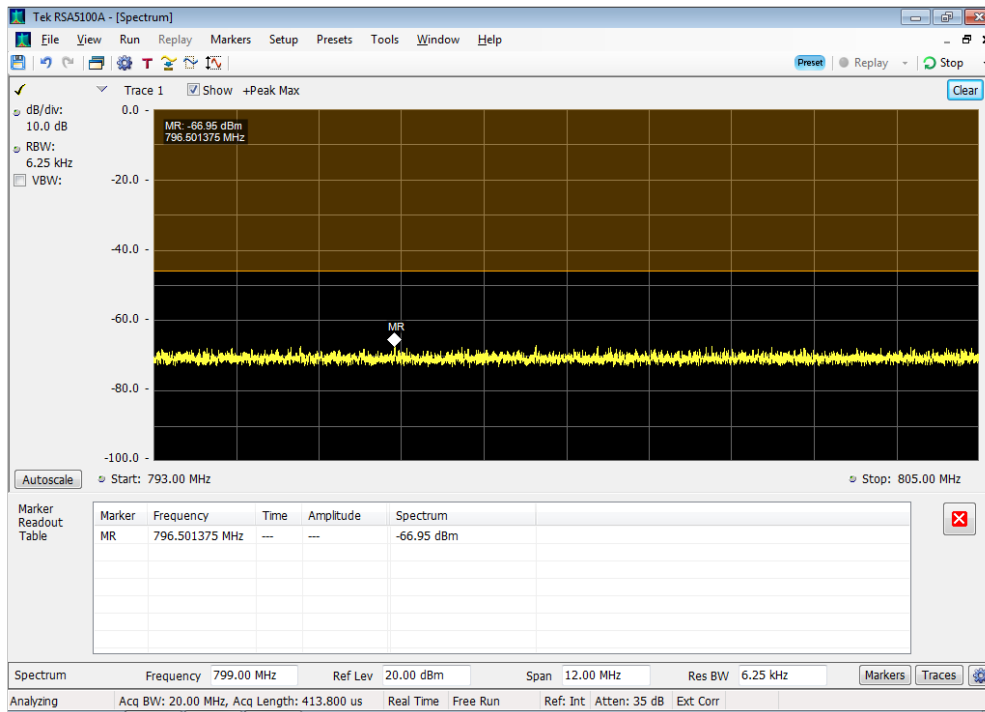 Tek RSA5100A - [Spectrum]
File View Run Replay Markers Setup Presets Tools Window Help
T Preset Replay Stop
Trace 1 Show +Peak Max Clear
dB/div:
10.0 dB
RBW:
6.25 kHz
VBW:
0.0 -
MR: -66.95 dBm
796.501375 MHz
-20.0 -
-40.0 -
-60.0 -
MR
-80.0 -
-100.0 -
Autoscale Start: 793.00 MHz Stop: 805.00 MHz
Marker
Readout
Table
Marker Frequency Time Amplitude Spectrum
MR 796.501375 MHz --- --- -66.95 dBm
Spectrum Frequency 799.00 MHz Ref Lev 20.00 dBm Span 12.00 MHz Res BW 6.25 kHz Markers Traces
Analyzing Acq BW: 20.00 MHz, Acq Length: 413.800 us Real Time Free Run Ref: Int Atten: 35 dB Ext Corr